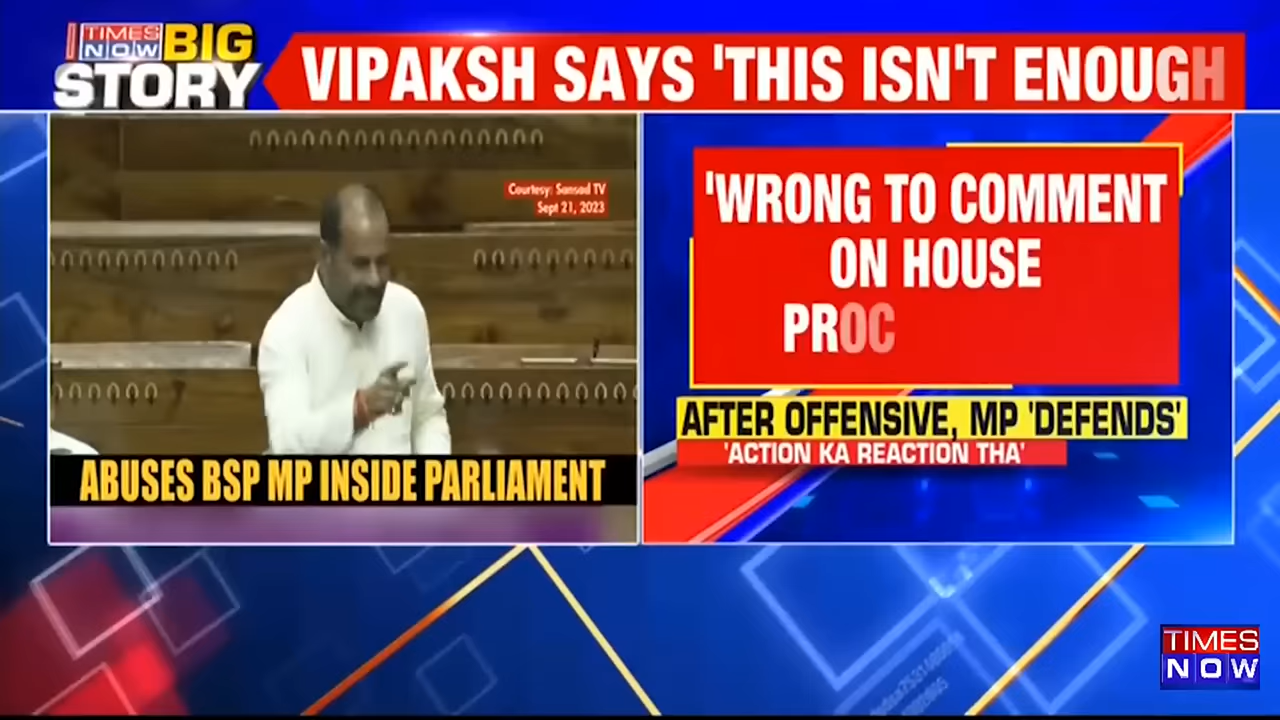 TIMES NOW BIG STORY
VIPAKSH SAYS 'THIS ISN'T ENOUGH
Courtesy: Sansad TV
Sept 21, 2023
ABUSES BSP MP INSIDE PARLIAMENT
'WRONG TO COMMENT
ON HOUSE
PROC
AFTER OFFENSIVE, MP 'DEFENDS'
'ACTION KA REACTION THA'
TIMES
NOW